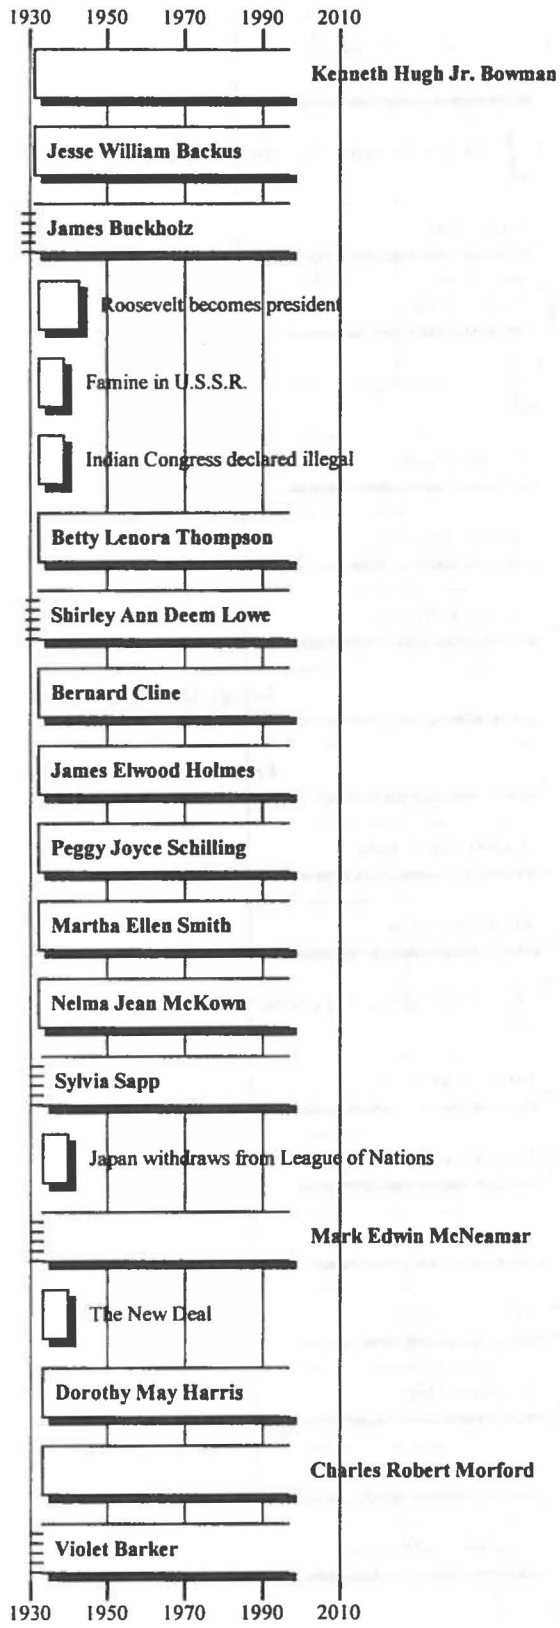 1930 1950 1970 1990 2010
Kenneth Hugh Jr. Bowman
Jesse William Backus
James Buckholz
Roosevelt becomes president
Famine in U.S.S.R.
Indian Congress declared illegal
Betty Lenora Thompson
Shirley Ann Deem Lowe
Bernard Cline
James Elwood Holmes
Peggy Joyce Schilling
Martha Ellen Smith
Nelma Jean McKown
Sylvia Sapp
Japan withdraws from League of Nations
Mark Edwin McNeamar
The New Deal
Dorothy May Harris
Charles Robert Morford
Violet Barker
1930 1950 1970 1990 2010